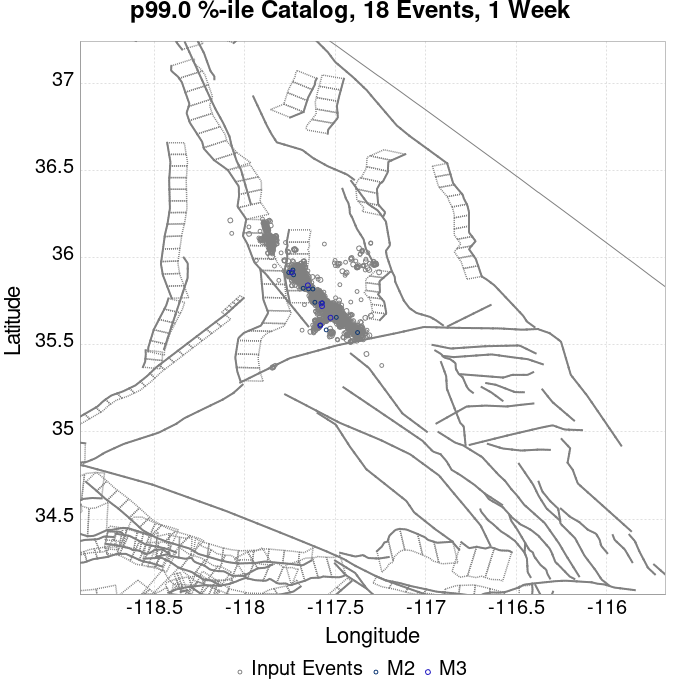 p99.0 %-ile Catalog, 18 Events, 1 Week
37
36.5
36
35.5
35
34.5
Latitude
-118.5 -118 -117.5 -117 -116.5 -116
Longitude
Input Events M2 M3